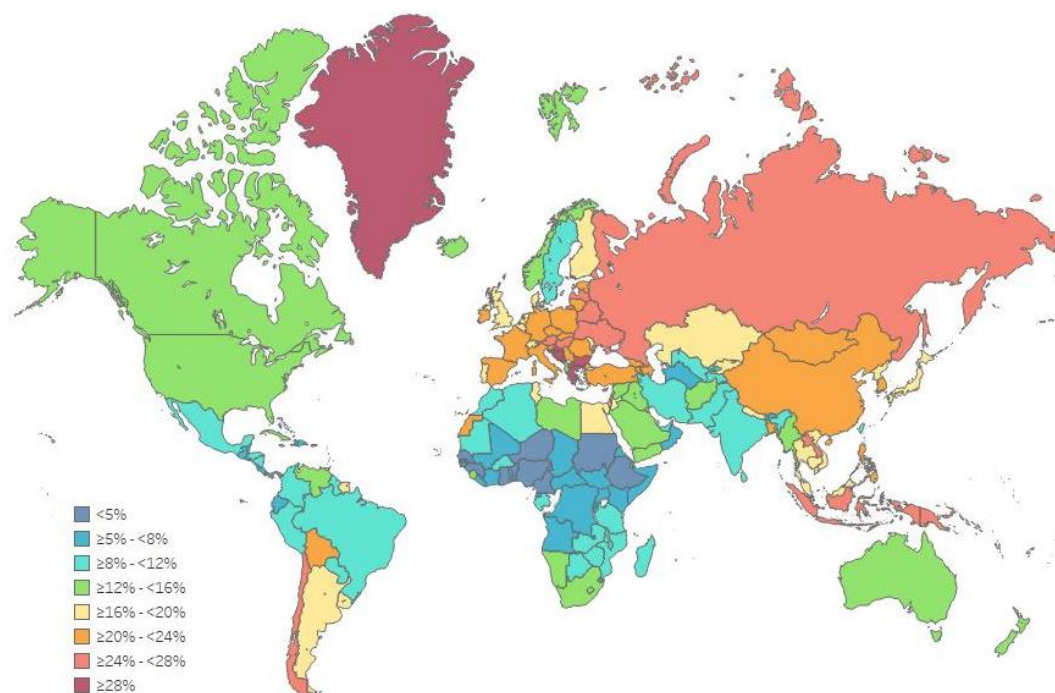 <5%
≥5% - <8%
≥8% - <12%
≥12% - <16%
≥16% - <20%
≥20% - <24%
≥24% - <28%
≥28%